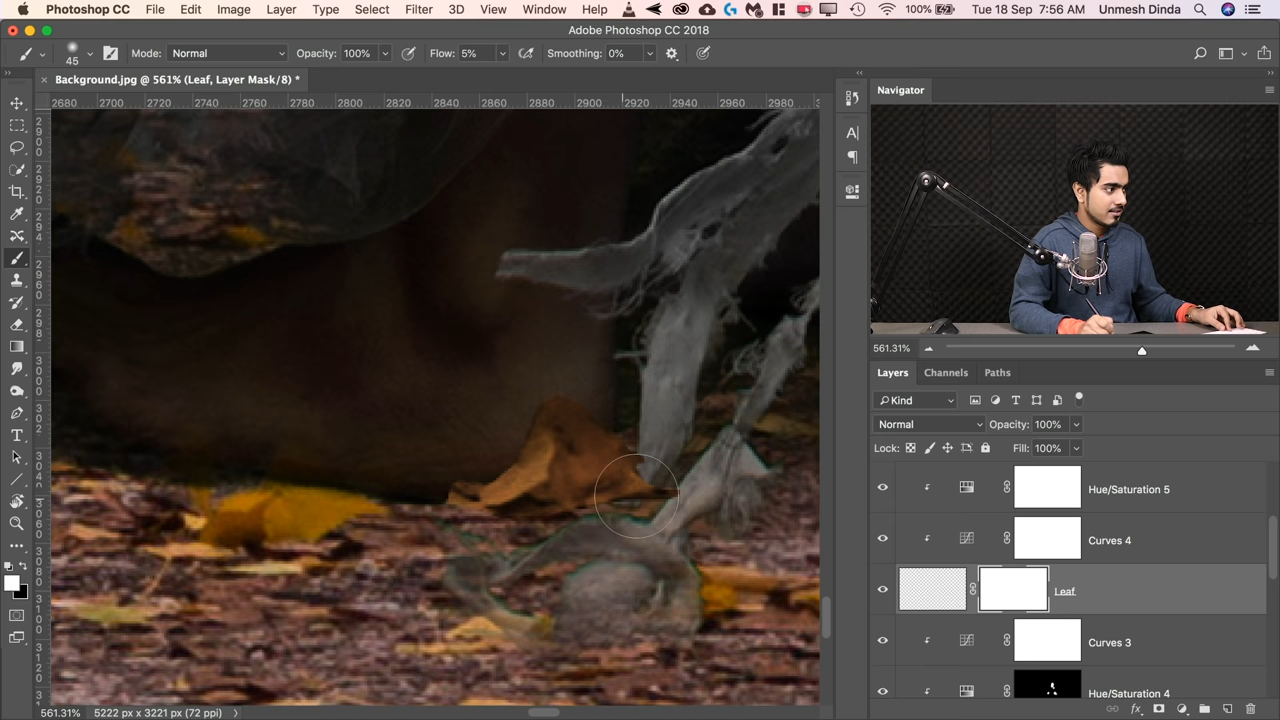 Photoshop CC File Edit Image Layer Type Select Filter 3D View Window Help 100% Tue 18 Sep 7:56 AM Unmesh Dinda
Adobe Photoshop CC 2018
45 Mode: Normal Opacity: 100% Flow: 5% Smoothing: 0%
Background.jpg @ 561% (Leaf, Layer Mask/8) *
2680 2700 2720 2740 2760 2780 2800 2820 2840 2860 2880 2900 2920 2940 2960 2980
Navigator
561.31%
Layers Channels Paths
Kind
Normal Opacity: 100%
Lock: Fill: 100%
Hue/Saturation 5
Curves 4
Leaf
Curves 3
Hue/Saturation 4
561.31% 5222 px x 3221 px (72 ppi)